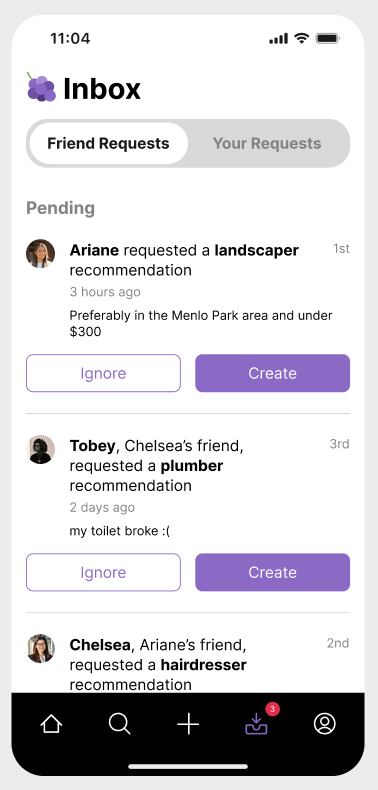 11:04
Inbox
Friend Requests
Your Requests
Pending
Ariane requested a landscaper
1st
recommendation
3 hours ago
Preferably in the Menlo Park area and under
$300
Ignore
Create
Tobey, Chelsea’s friend,
3rd
requested a plumber
recommendation
2 days ago
my toilet broke :(
Ignore
Create
Chelsea, Ariane’s friend,
2nd
requested a hairdresser
recommendation
3